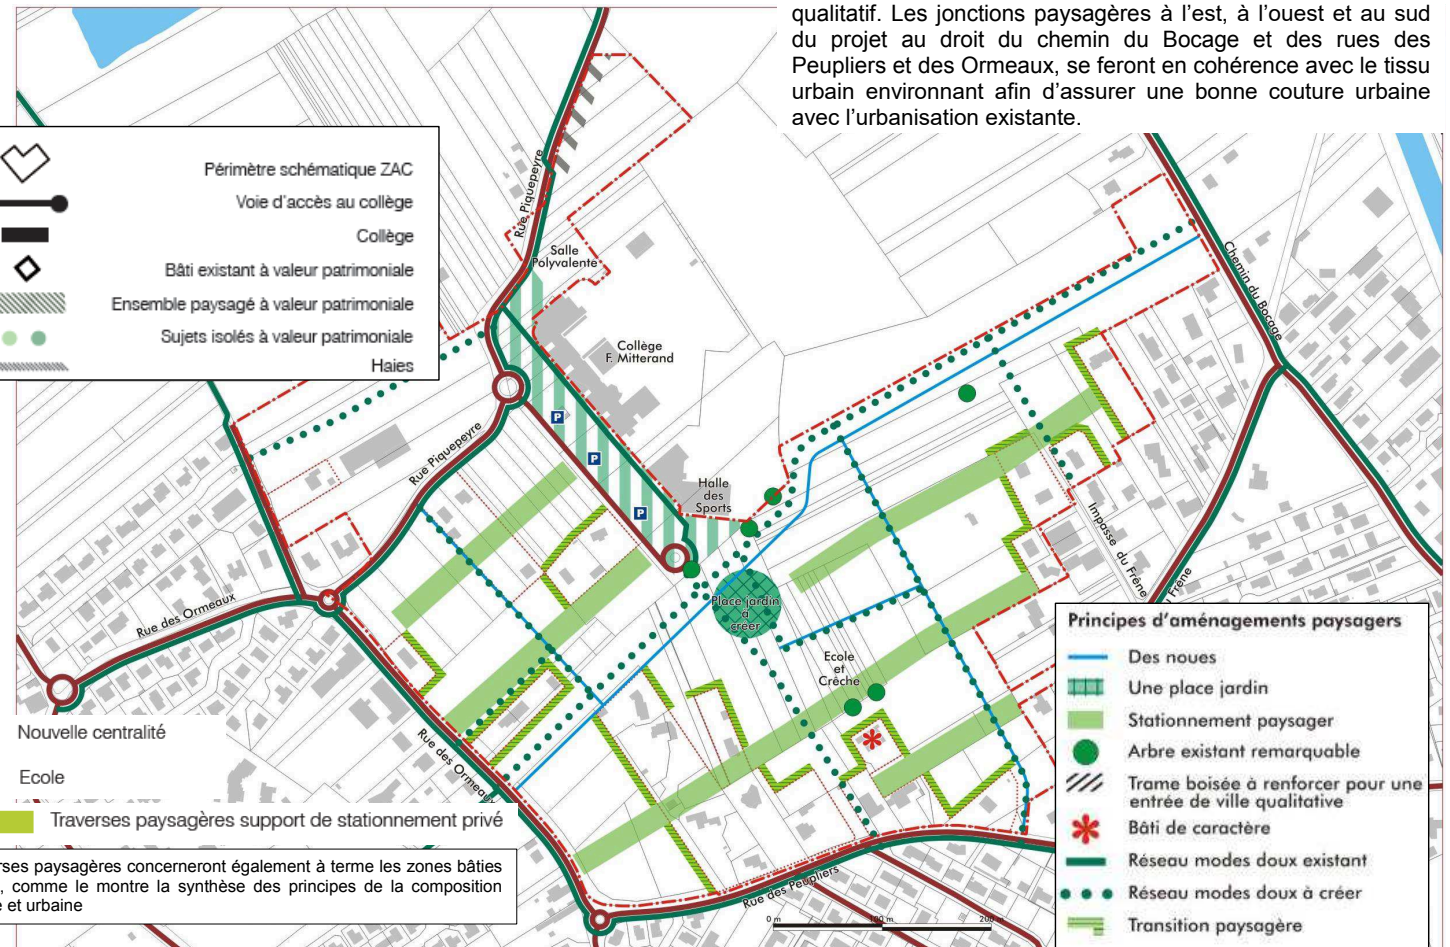 qualitatif. Les jonctions paysagères à l'est, à l'ouest et au sud
du projet au droit du chemin du Bocage et des rues des
Peupliers et des Ormeaux, se feront en cohérence avec le tissu
urbain environnant afin d'assurer une bonne couture urbaine
avec l'urbanisation existante.
Périmètre schématique ZAC
Voie d'accès au collège
Collège
Bâti existant à valeur patrimoniale
Ensemble paysagé à valeur patrimoniale
Sujets isolés à valeur patrimoniale
Haies
Rue Piquepeyre
Salle
Polyvalente
Collège
F. Mitterand
Chemin du Bocage
Rue Piquepeyre
P
P
P
Halle
des
Sports
Impasse du Frêne
du Frêne
Rue des Ormeaux
Place jardin
à
créer
Ecole
et
Crèche
Rue des Ormeaux
Rue des Peupliers
0 m
100 m
200 m
Nouvelle centralité
Ecole
Traverses paysagères support de stationnement privé
rses paysagères concerneront également à terme les zones bâties
, comme le montre la synthèse des principes de la composition
e et urbaine
Principes d'aménagements paysagers
Des noues
Une place jardin
Stationnement paysager
Arbre existant remarquable
Trame boisée à renforcer pour une
entrée de ville qualitative
Bâti de caractère
Réseau modes doux existant
Réseau modes doux à créer
Transition paysagère